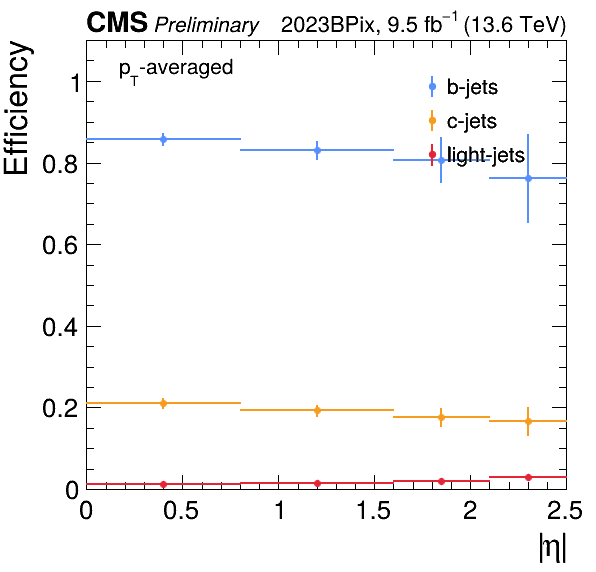 CMS Preliminary 2023BPix, 9.5 fb⁻¹ (13.6 TeV)
p_T-averaged
b-jets
c-jets
light-jets
Efficiency
1
0.8
0.6
0.4
0.2
0
0 0.5 1 1.5 2 2.5
|η|